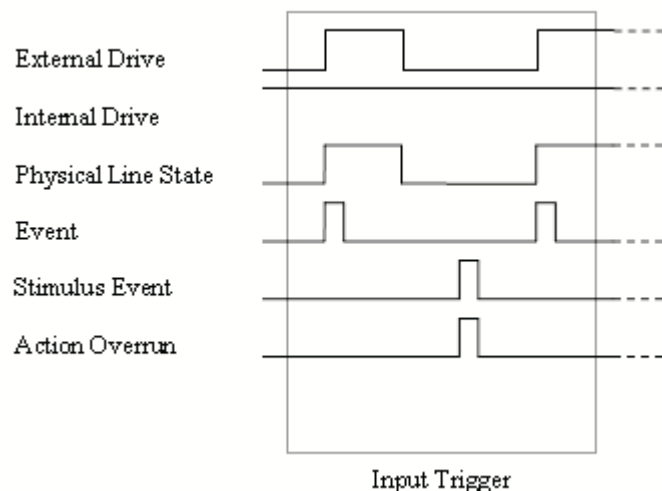 External Drive
Internal Drive
Physical Line State
Event
Stimulus Event
Action Overrun
Input Trigger